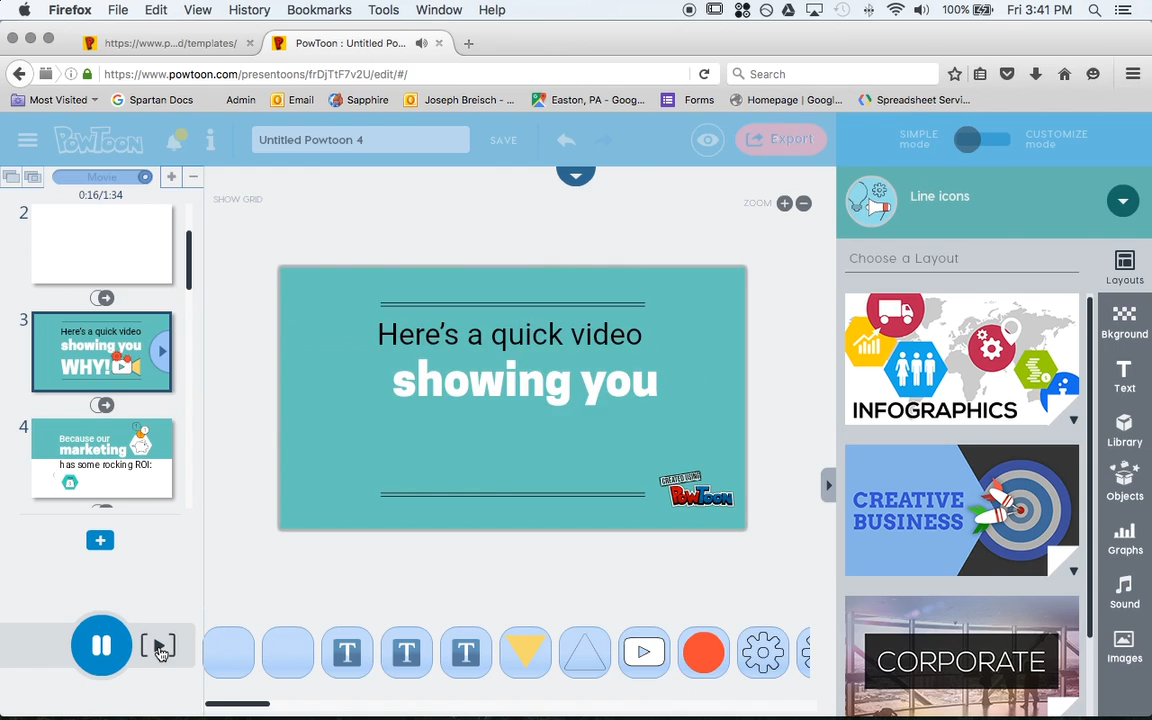 Firefox File Edit View History Bookmarks Tools Window Help 100% Fri 3:41 PM
https://www.p...d/templates/ PowToon : Untitled Po...
https://www.powtoon.com/presentoons/frDjTtF7v2U/edit/#/ Search
Most Visited Spartan Docs Admin Email Sapphire Joseph Breisch - ... Easton, PA - Goog... Forms Homepage | Googl... Spreadsheet Servi...
POWTOON Untitled Powtoon 4 SAVE Export SIMPLE mode CUSTOMIZE mode
Movie
0:16/1:34
SHOW GRID
ZOOM
Line icons
Choose a Layout
2
3
Here's a quick video
showing you
WHY!
4
Because our
marketing
has some rocking ROI:
Here's a quick video
showing you
CREATED USING
POWTOON
INFOGRAPHICS
CREATIVE
BUSINESS
CORPORATE
Layouts
Bkground
Text
Library
Objects
Graphs
Sound
Images
T T T